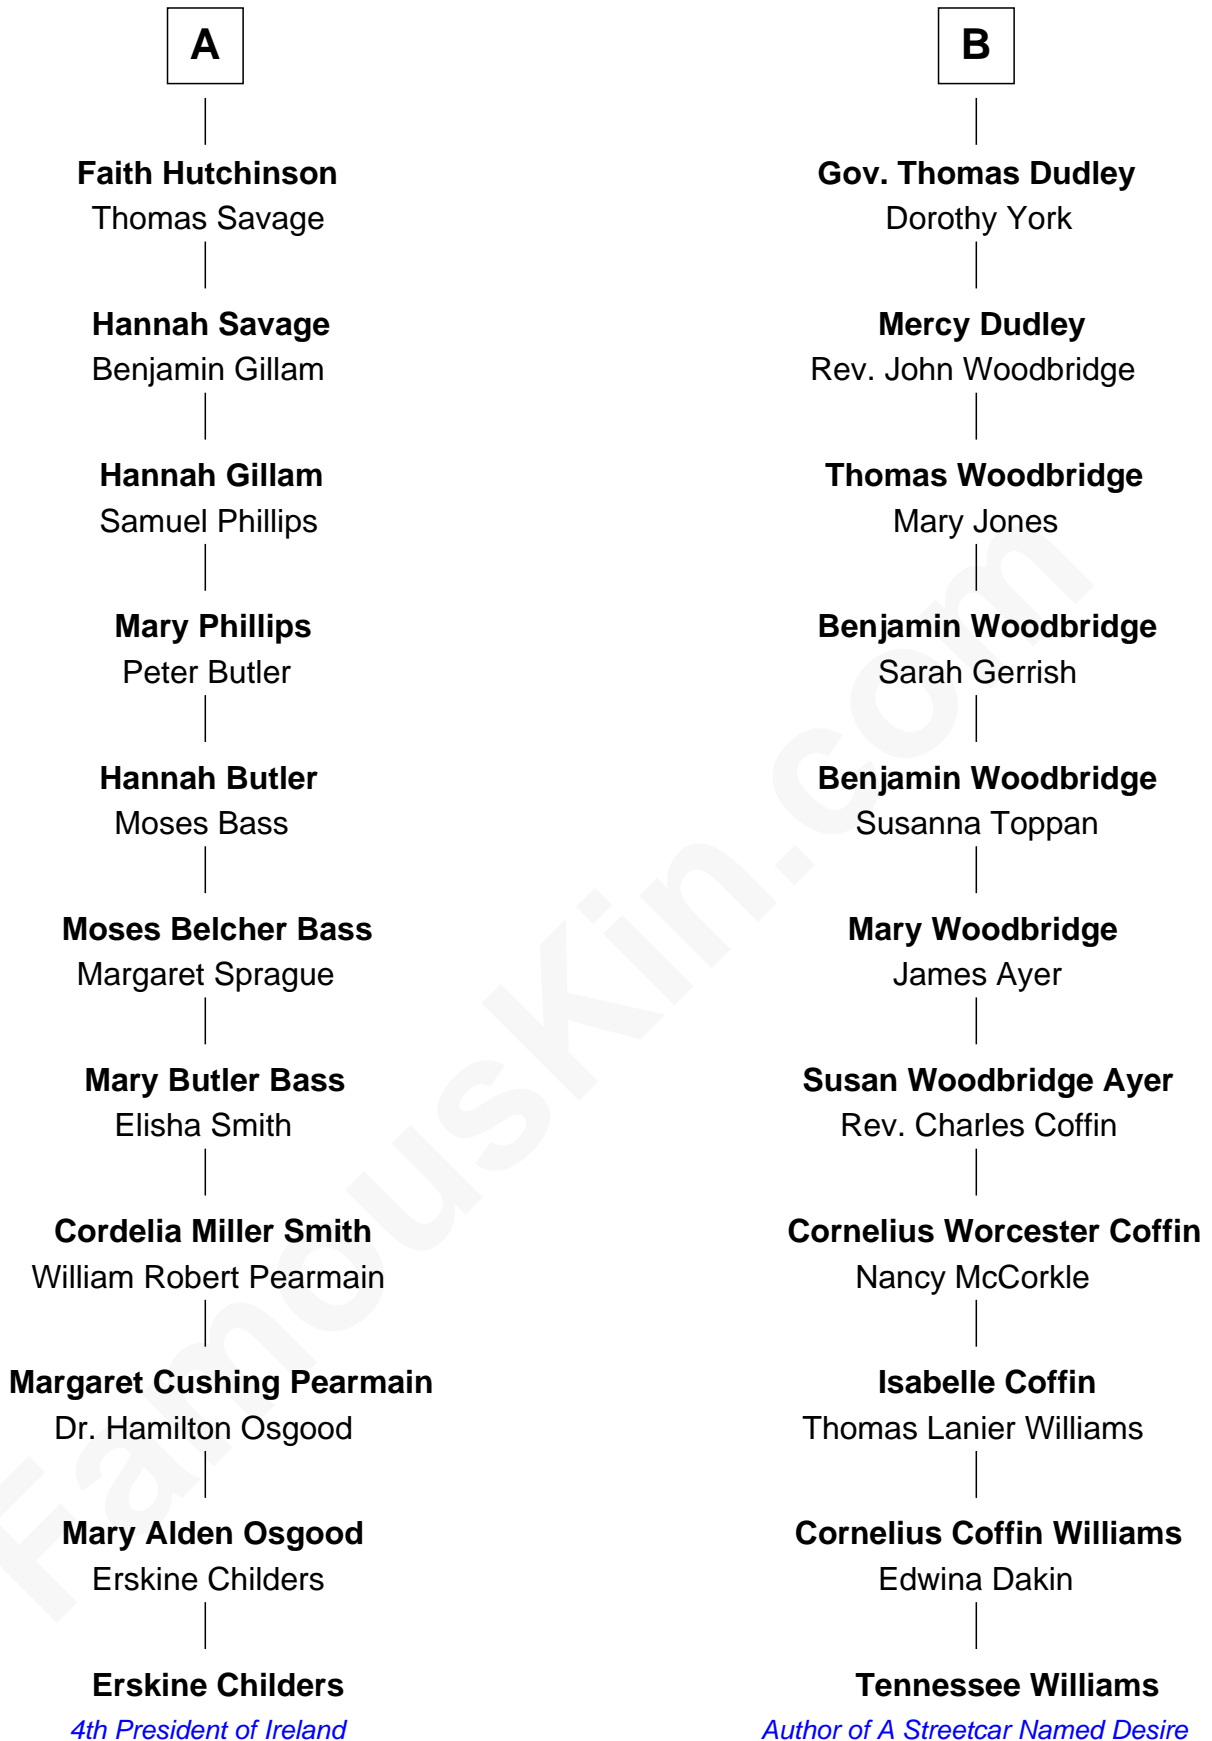 A
Faith Hutchinson
Thomas Savage
Hannah Savage
Benjamin Gillam
Hannah Gillam
Samuel Phillips
Mary Phillips
Peter Butler
Hannah Butler
Moses Bass
Moses Belcher Bass
Margaret Sprague
Mary Butler Bass
Elisha Smith
Cordelia Miller Smith
William Robert Pearmain
Margaret Cushing Pearmain
Dr. Hamilton Osgood
Mary Alden Osgood
Erskine Childers
Erskine Childers
4th President of Ireland
B
Gov. Thomas Dudley
Dorothy York
Mercy Dudley
Rev. John Woodbridge
Thomas Woodbridge
Mary Jones
Benjamin Woodbridge
Sarah Gerrish
Benjamin Woodbridge
Susanna Toppan
Mary Woodbridge
James Ayer
Susan Woodbridge Ayer
Rev. Charles Coffin
Cornelius Worcester Coffin
Nancy McCorkle
Isabelle Coffin
Thomas Lanier Williams
Cornelius Coffin Williams
Edwina Dakin
Tennessee Williams
Author of A Streetcar Named Desire
FamousKin.com